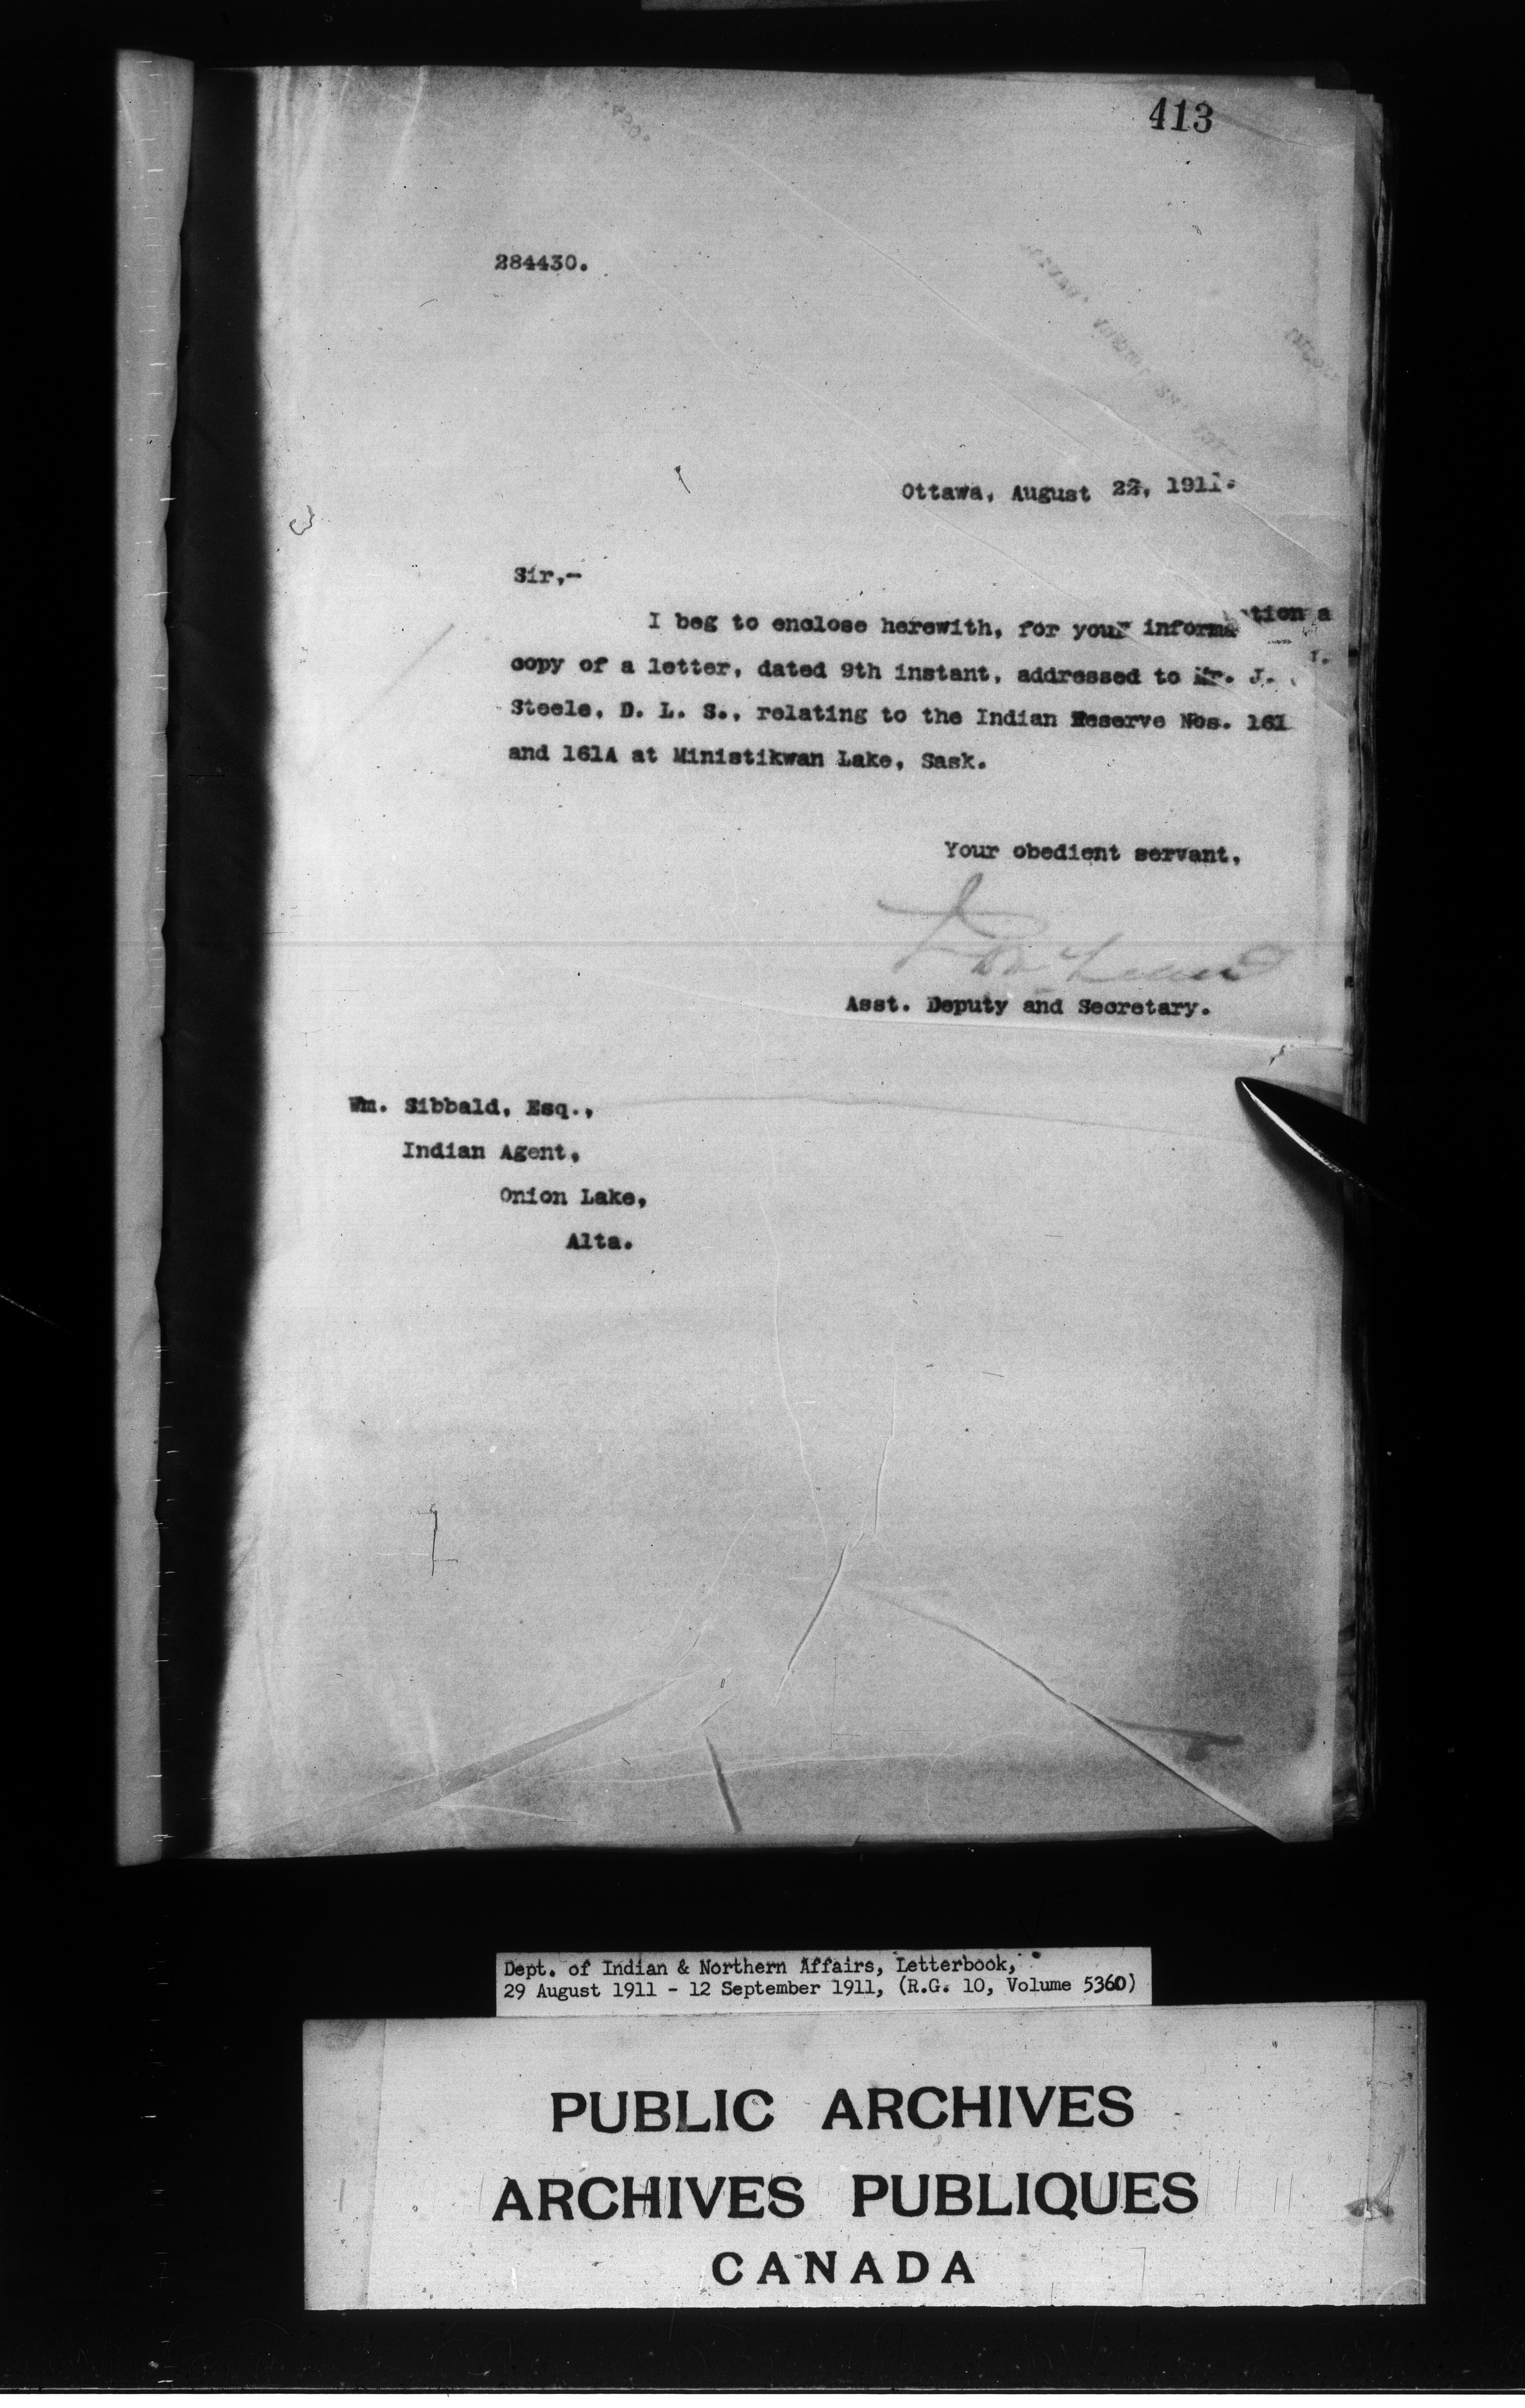 413
284430.
Ottawa, August 22, 1911.
Sir,-
I beg to enclose herewith, for your information a
copy of a letter, dated 9th instant, addressed to Mr. J.
Steele, D. L. S., relating to the Indian Reserve Nos. 161
and 161A at Ministikwan Lake, Sask.
Your obedient servant,
Asst. Deputy and Secretary.
Wm. Sibbald, Esq.,
Indian Agent,
Onion Lake,
Alta.
Dept. of Indian & Northern Affairs, Letterbook,
29 August 1911 - 12 September 1911, (R.G. 10, Volume 5360)
PUBLIC ARCHIVES
ARCHIVES PUBLIQUES
CANADA